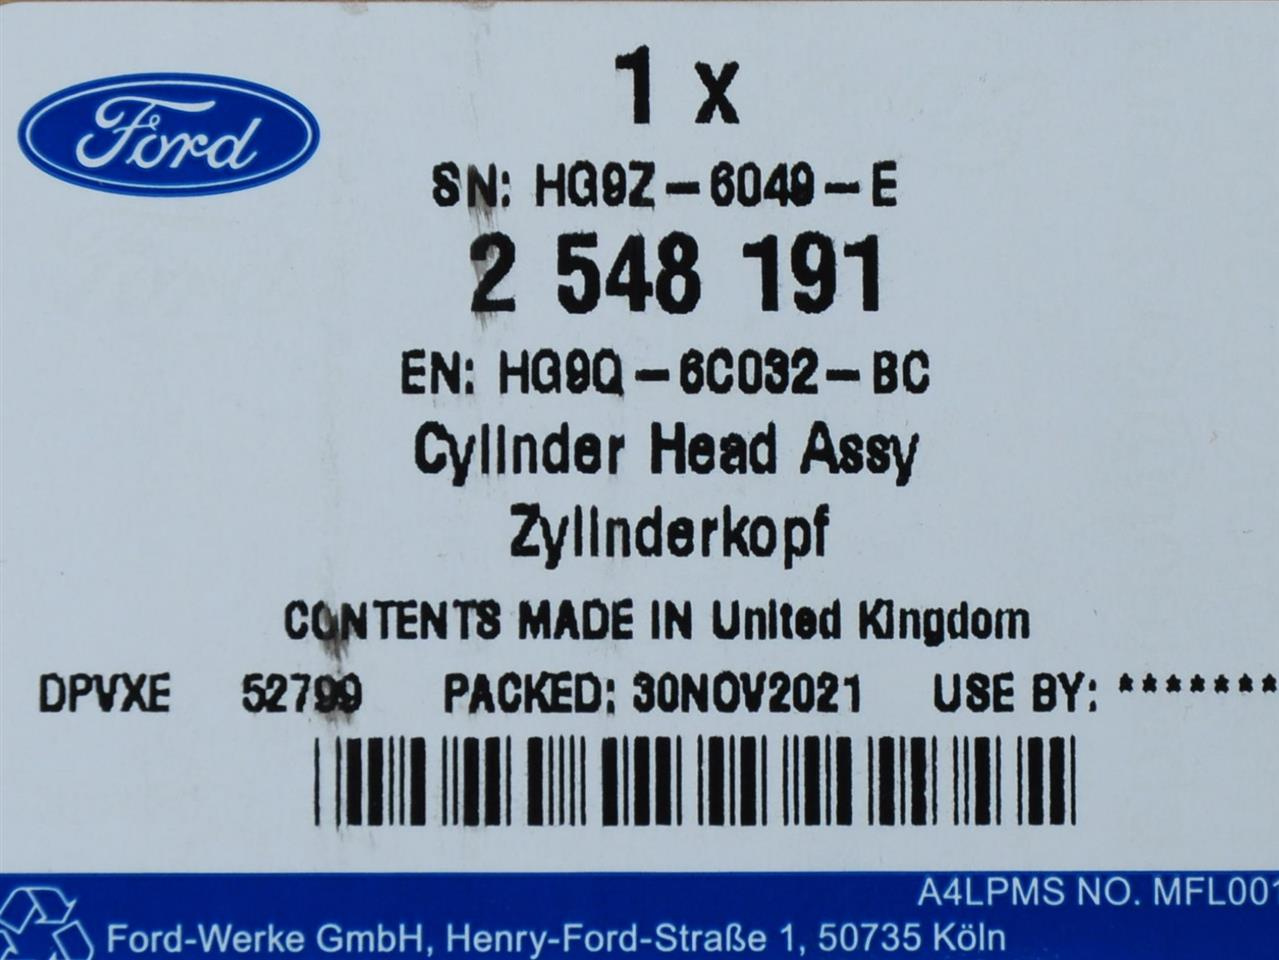 Ford
1 x
SN: HG9Z-6049-E
2 548 191
EN: HG9Q-6C032-BC
Cylinder Head Assy
Zylinderkopf
CONTENTS MADE IN United Kingdom
DPVXE 52799 PACKED: 30NOV2021 USE BY: *******
A4LPMS NO. MFL001
Ford-Werke GmbH, Henry-Ford-Straße 1, 50735 Köln